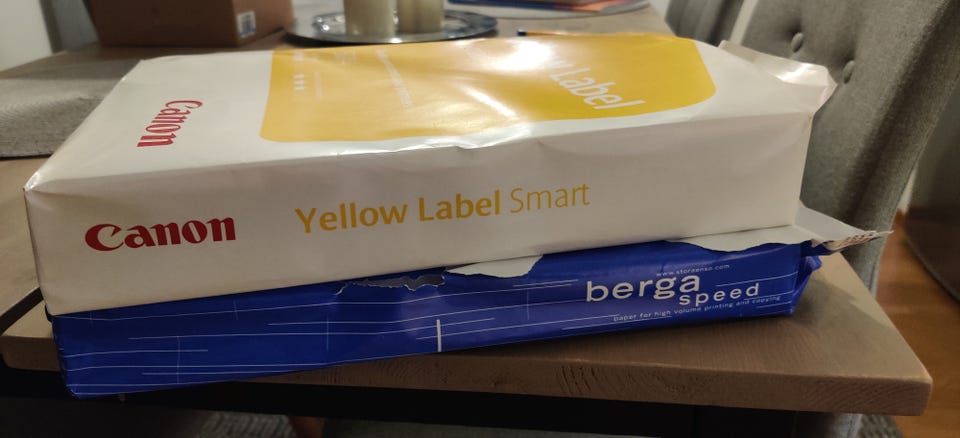 Canon
Label
Canon
Yellow Label Smart
www.storaenso.com
berga
speed
paper for high volume printing and copying